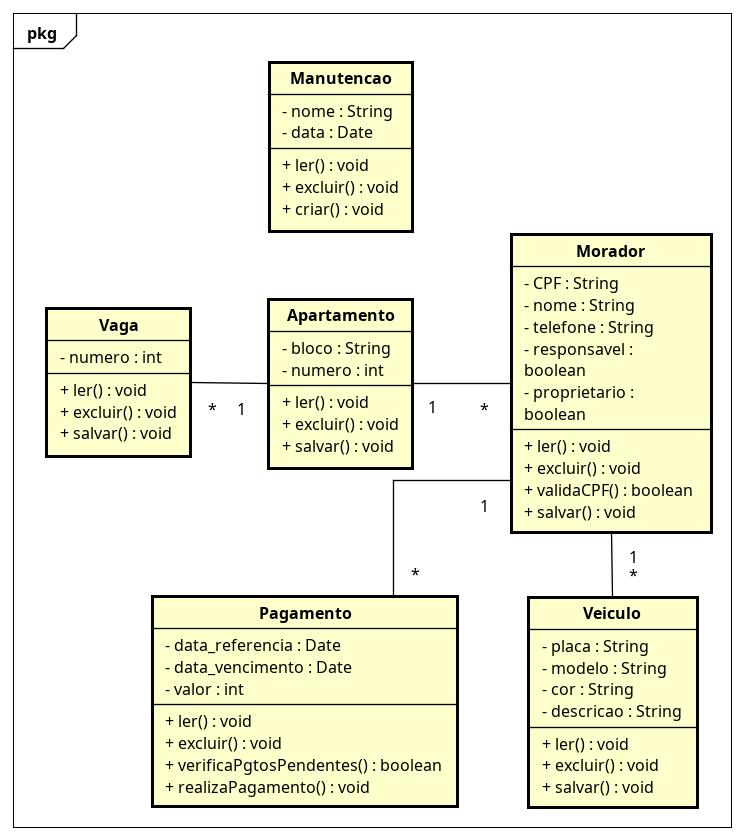 pkg
Manutencao
- nome : String
- data : Date
+ ler() : void
+ excluir() : void
+ criar() : void
Morador
- CPF : String
- nome : String
- telefone : String
- responsavel :
boolean
- proprietario :
boolean
+ ler() : void
+ excluir() : void
+ validaCPF() : boolean
+ salvar() : void
Vaga
- numero : int
+ ler() : void
+ excluir() : void
+ salvar() : void
* 1
Apartamento
- bloco : String
- numero : int
+ ler() : void
+ excluir() : void
+ salvar() : void
1 *
1
*
1
*
Pagamento
- data_referencia : Date
- data_vencimento : Date
- valor : int
+ ler() : void
+ excluir() : void
+ verificaPgtosPendentes() : boolean
+ realizaPagamento() : void
Veiculo
- placa : String
- modelo : String
- cor : String
- descricao : String
+ ler() : void
+ excluir() : void
+ salvar() : void